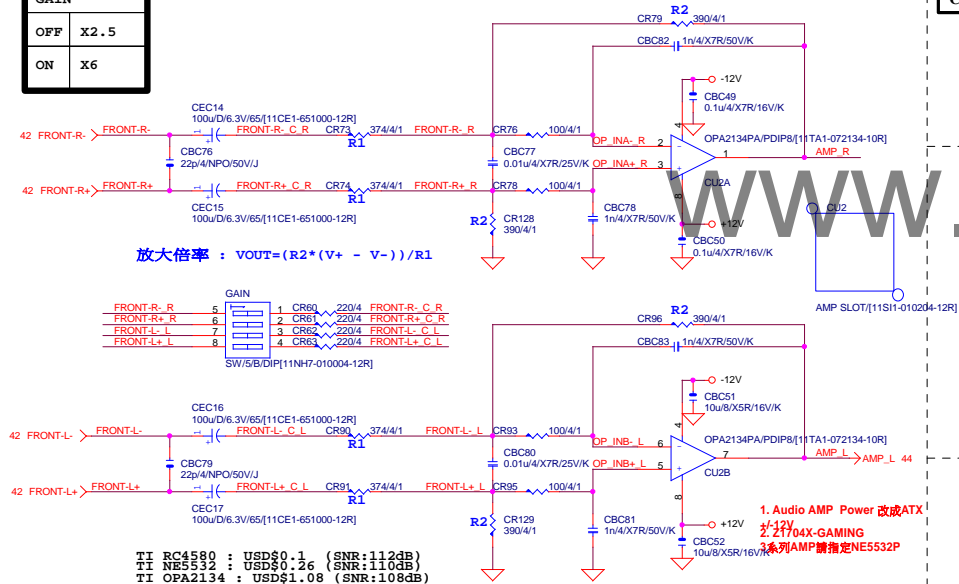 GAIN
OFF X2.5
ON X6
R2
CR79 390/4/1
CBC82 1n/4/X7R/50V/K
-12V
CBC49
0.1u/4/X7R/16V/K
CEC14
100u/D/6.3V/65/[11CE1-651000-12R]
42 FRONT-R- FRONT-R- FRONT-R-_C_R CR73 374/4/1 FRONT-R-_R CR76 100/4/1
R1
OP_INA-_R 2
4
OPA2134PA/PDIP8/[11TA1-072134-10R]
1 AMP_R
CBC76
22p/4/NPO/50V/J
CBC77
0.01u/4/X7R/25V/K
OP_INA+_R 3
8
CU2A
42 FRONT-R+ FRONT-R+ FRONT-R+_C_R CR74 374/4/1 FRONT-R+_R CR78 100/4/1
R1
CEC15
100u/D/6.3V/65/[11CE1-651000-12R]
R2 CR128
390/4/1
CBC78
1n/4/X7R/50V/K
+12V
CBC50
0.1u/4/X7R/16V/K
www.
CU2
AMP SLOT/[11SI1-010204-12R]
放大倍率 : VOUT=(R2*(V+ - V-))/R1
GAIN
FRONT-R-_R 5 1 CR60 220/4 FRONT-R-_C_R
FRONT-R+_R 6 2 CR61 220/4 FRONT-R+_C_R
FRONT-L-_L 7 3 CR62 220/4 FRONT-L-_C_L
FRONT-L+_L 8 4 CR63 220/4 FRONT-L+_C_L
SW/5/B/DIP[11NH7-010004-12R]
R2
CR96 390/4/1
CBC83 1n/4/X7R/50V/K
-12V
CBC51
10u/8/X5R/16V/K
CEC16
100u/D/6.3V/65/[11CE1-651000-12R]
42 FRONT-L- FRONT-L- FRONT-L-_C_L CR90 374/4/1 FRONT-L-_L CR93 100/4/1
R1
OP_INB-_L 6
4
OPA2134PA/PDIP8/[11TA1-072134-10R]
7 AMP_L AMP_L 44
CBC79
22p/4/NPO/50V/J
CBC80
0.01u/4/X7R/25V/K
OP_INB+_L 5
8
CU2B
42 FRONT-L+ FRONT-L+ FRONT-L+_C_L CR91 374/4/1 FRONT-L+_L CR95 100/4/1
R1
CEC17
100u/D/6.3V/65/[11CE1-651000-12R]
R2 CR129
390/4/1
CBC81
1n/4/X7R/50V/K
+12V
CBC52
10u/8/X5R/16V/K
1. Audio AMP Power 改成ATX
+/-12V
2. Z1704X-GAMING
3系列AMP請指定NE5532P
TI RC4580 : USD$0.1 (SNR:112dB)
TI NE5532 : USD$0.26 (SNR:110dB)
TI OPA2134 : USD$1.08 (SNR:108dB)